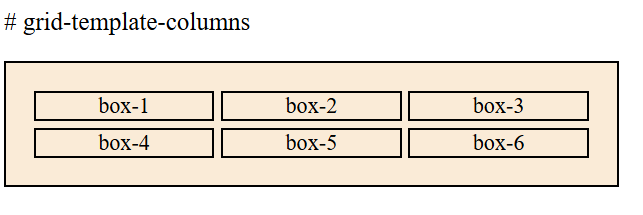 # grid-template-columns
box-1 box-2 box-3
box-4 box-5 box-6